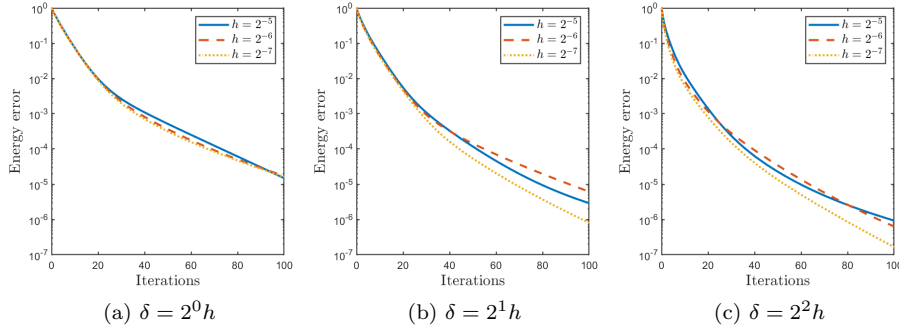 10^0
10^-1
10^-2
10^-3
10^-4
10^-5
10^-6
10^-7
Energy error
0 20 40 60 80 100
Iterations
h = 2^-5
h = 2^-6
h = 2^-7
(a) δ = 2^0h
10^0
10^-1
10^-2
10^-3
10^-4
10^-5
10^-6
10^-7
Energy error
0 20 40 60 80 100
Iterations
h = 2^-5
h = 2^-6
h = 2^-7
(b) δ = 2^1h
10^0
10^-1
10^-2
10^-3
10^-4
10^-5
10^-6
10^-7
Energy error
0 20 40 60 80 100
Iterations
h = 2^-5
h = 2^-6
h = 2^-7
(c) δ = 2^2h